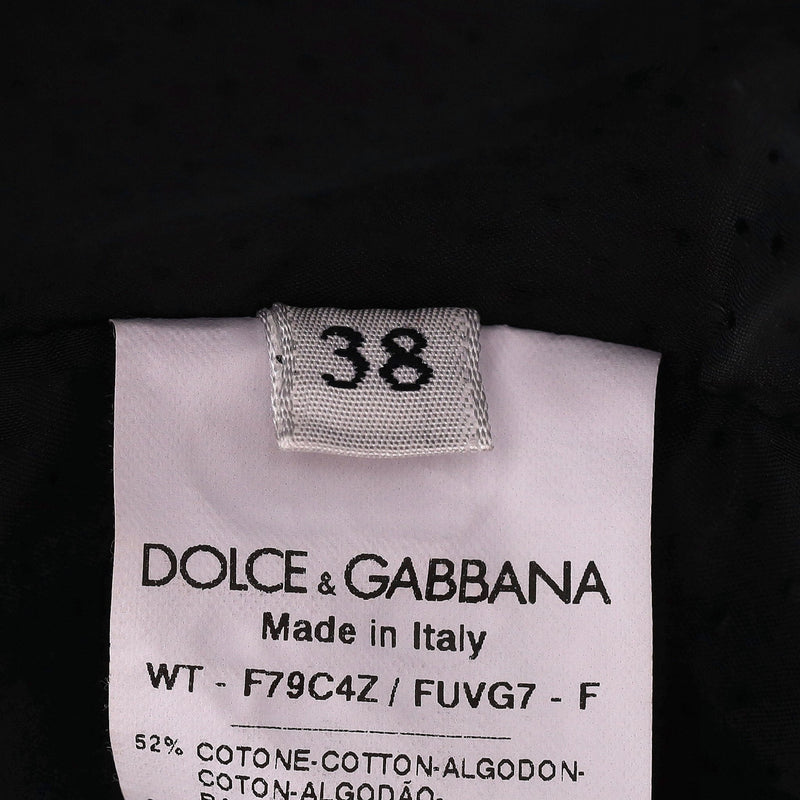 38
DOLCE & GABBANA
Made in Italy
WT - F79C4Z / FUVG7 - F
52% COTONE-COTTON-ALGODON-
COTON-ALGODÃO-